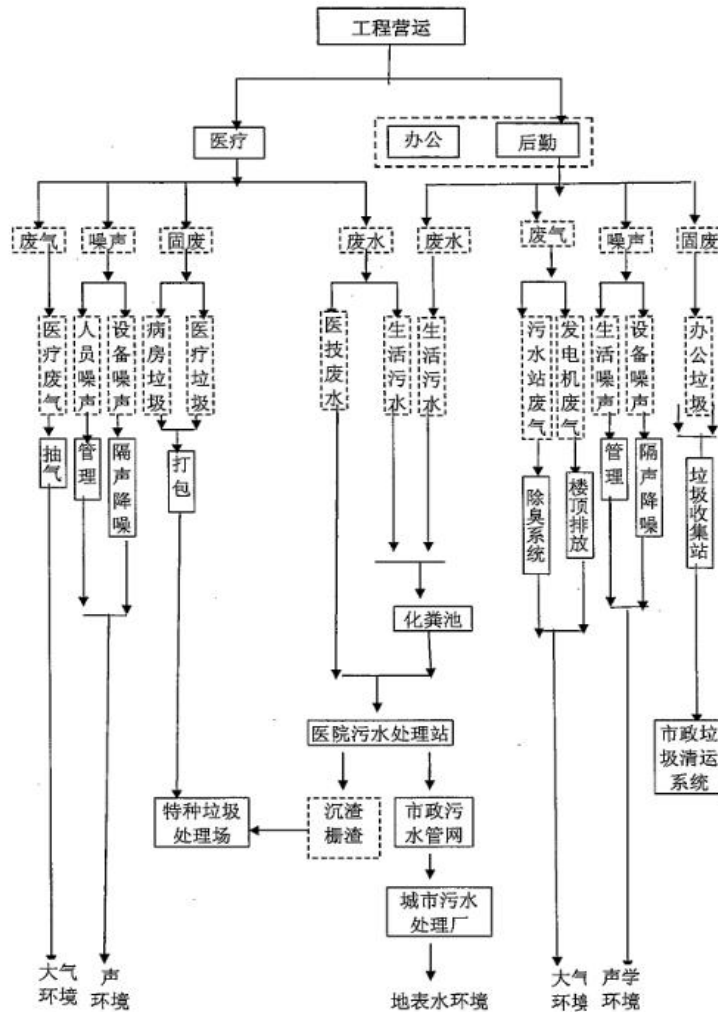 工程营运
医疗
办公
后勤
废气
噪声
固废
废水
废水
废气
噪声
固废
医疗废气
人员噪声
设备噪声
病房垃圾
医疗垃圾
医技废水
生活污水
生活污水
污水站废气
发电机废气
生活噪声
设备噪声
办公垃圾
抽气
管理
隔声降噪
打包
除臭系统
楼顶排放
管理
隔声降噪
垃圾收集站
化粪池
医院污水处理站
市政垃
圾清运
系统
特种垃圾
处理场
沉渣
栅渣
市政污
水管网
城市污水
处理厂
大气
环境
声
环境
地表水环境
大气
环境
声学
环境